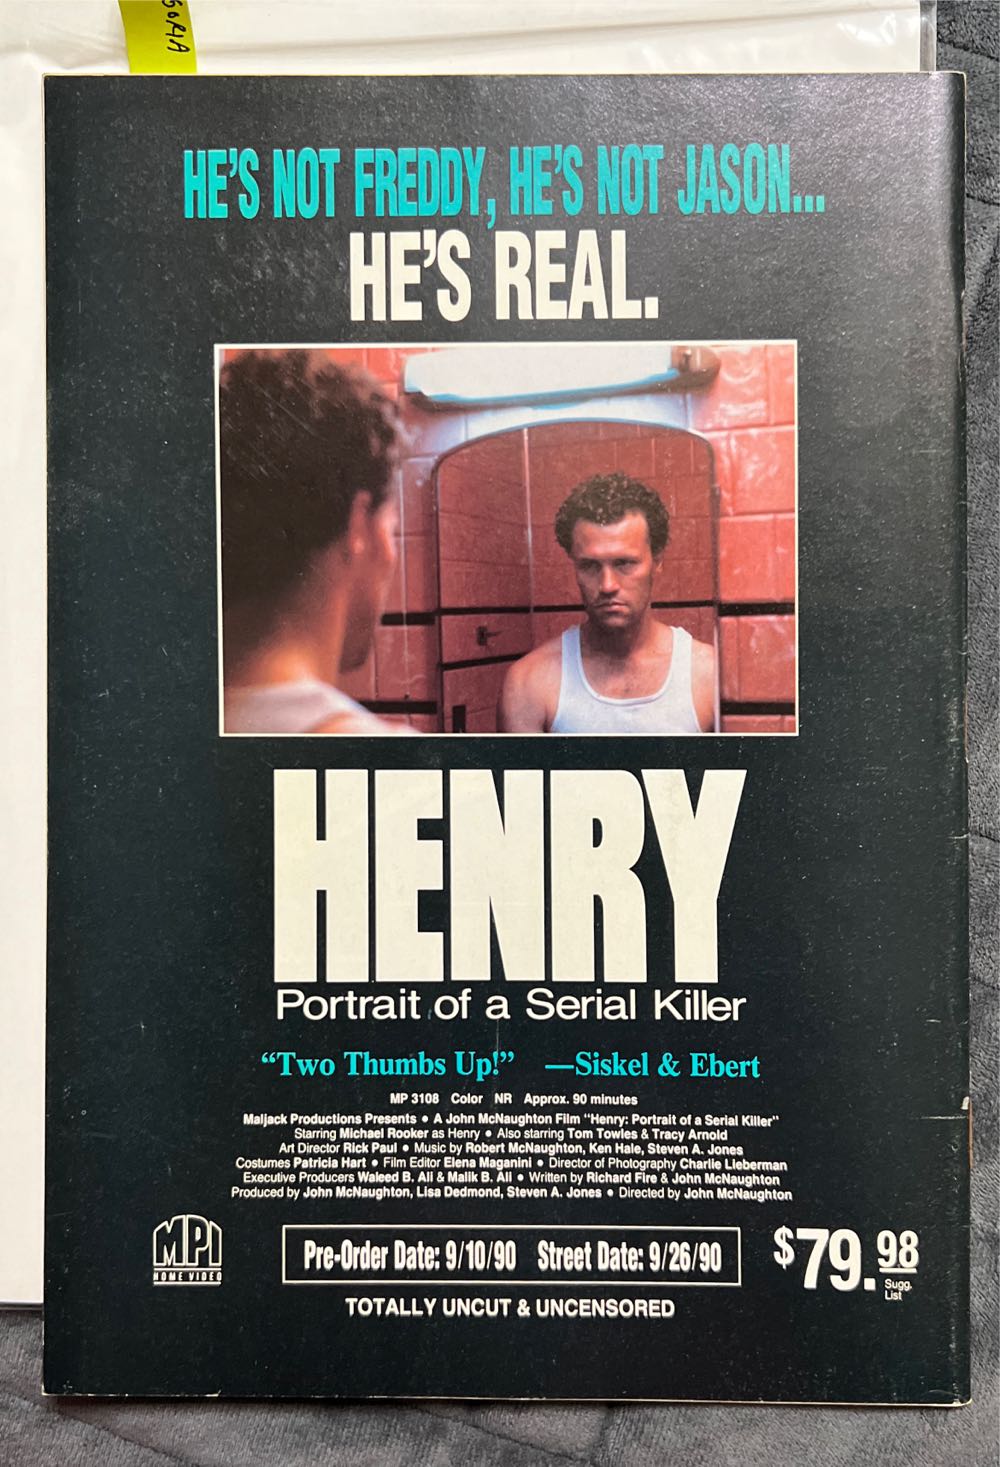 HE'S NOT FREDDY, HE'S NOT JASON...
HE'S REAL.
HENRY
Portrait of a Serial Killer
"Two Thumbs Up!" —Siskel & Ebert
MP 3108 Color NR Approx. 90 minutes
Maljack Productions Presents • A John McNaughton Film "Henry: Portrait of a Serial Killer"
Starring Michael Rooker as Henry • Also starring Tom Towles & Tracy Arnold
Art Director Rick Paul • Music by Robert McNaughton, Ken Hale, Steven A. Jones
Costumes Patricia Hart • Film Editor Elena Maganini • Director of Photography Charlie Lieberman
Executive Producers Waleed B. Ali & Malik B. Ali • Written by Richard Fire & John McNaughton
Produced by John McNaughton, Lisa Dedmond, Steven A. Jones • Directed by John McNaughton
MPI
HOME VIDEO
Pre-Order Date: 9/10/90 Street Date: 9/26/90
$79.98
Sugg.
List
TOTALLY UNCUT & UNCENSORED